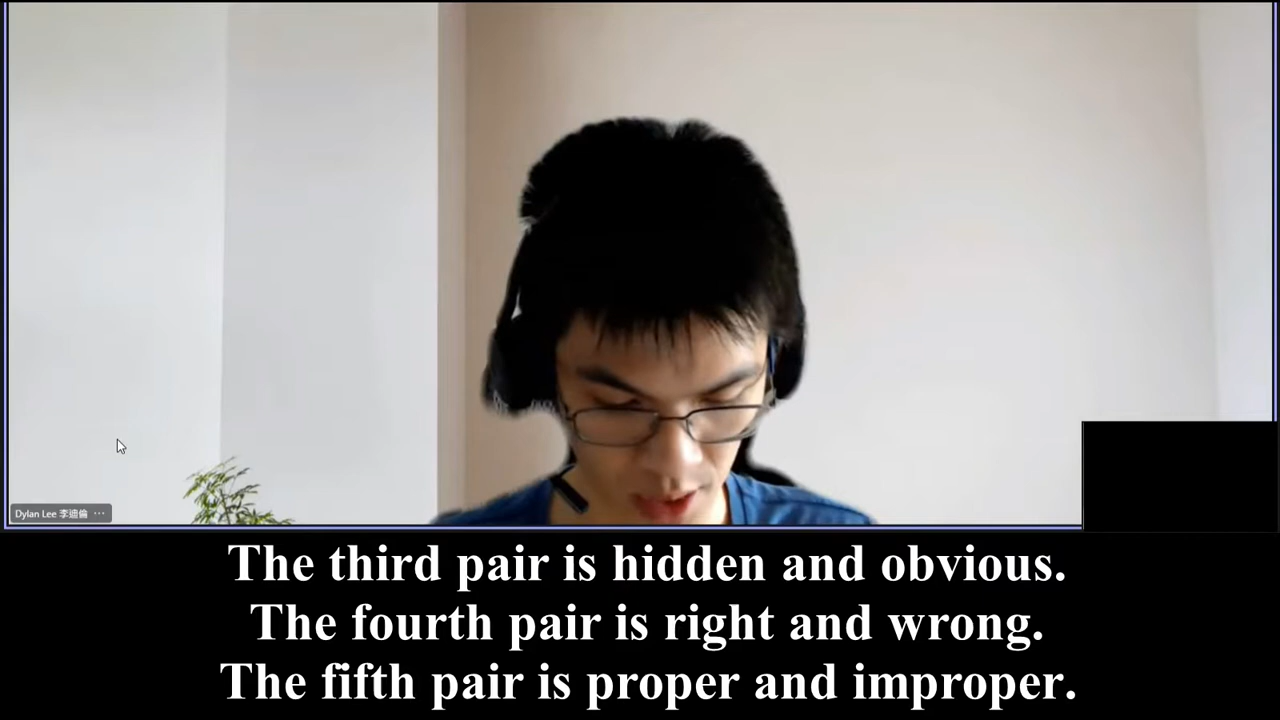 Dylan Lee 李迪倫 ···
The third pair is hidden and obvious.
The fourth pair is right and wrong.
The fifth pair is proper and improper.